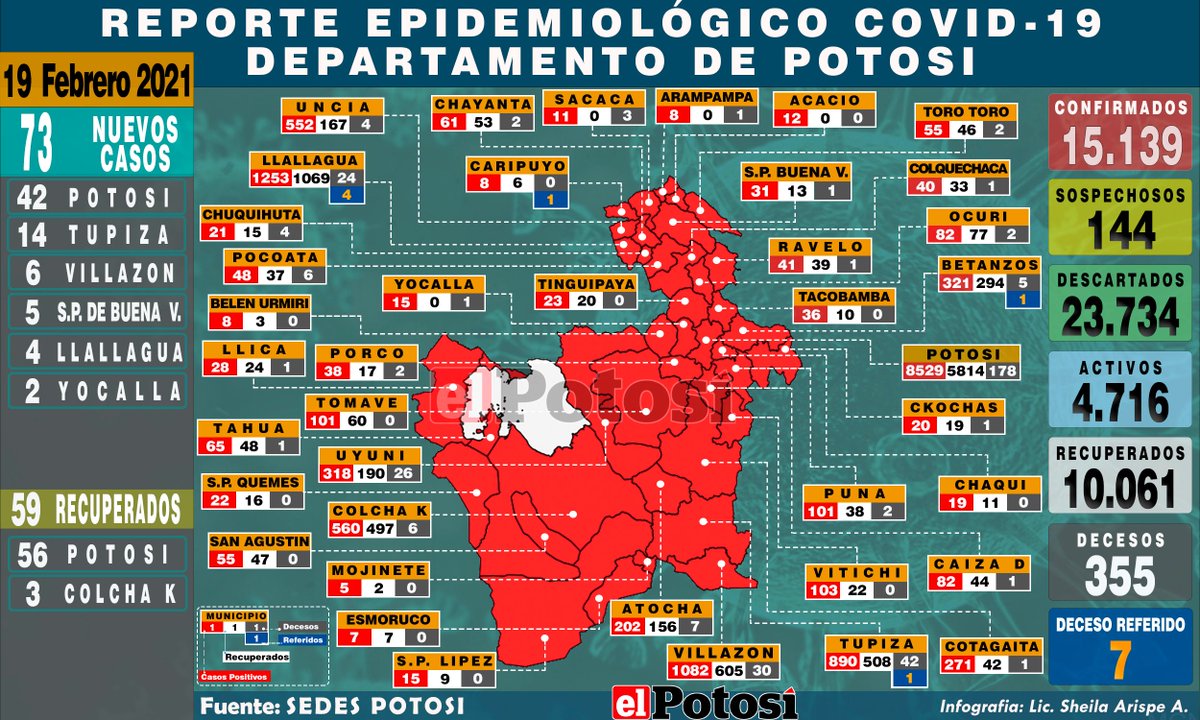 REPORTE EPIDEMIOLÓGICO COVID-19
DEPARTAMENTO DE POTOSI
19 Febrero 2021
73 NUEVOS CASOS
42 POTOSI
14 TUPIZA
6 VILLAZON
5 S.P. DE BUENA V.
4 LLALLAGUA
2 YOCALLA
59 RECUPERADOS
56 POTOSI
3 COLCHA K
UNCIA
552 167 4
CHAYANTA
61 53 2
SACACA
11 0 3
ARAMPAMPA
8 0 1
ACACIO
12 0 0
TORO TORO
55 46 2
LLALLAGUA
1253 1069 24
4
CARIPUYO
8 6 0
1
S.P. BUENA V.
31 13 1
COLQUECHACA
40 33 1
CHUQUIHUTA
21 15 4
OCURI
82 77 2
POCOATA
48 37 6
RAVELO
41 39 1
BETANZOS
321 294 5
1
YOCALLA
15 0 1
TINGUIPAYA
23 20 0
TACOBAMBA
36 10 0
BELEN URMIRI
8 3 0
LLICA
28 24 1
PORCO
38 17 2
POTOSI
8529 5814 178
el Potosí
TOMAVE
101 60 0
CKOCHAS
20 19 1
TAHUA
65 48 1
UYUNI
318 190 26
S.P. QUEMES
22 16 0
PUNA
101 38 2
CHAQUI
19 11 0
COLCHA K
560 497 6
SAN AGUSTIN
55 47 0
MOJINETE
5 2 0
VITICHI
103 22 0
CAIZA D
82 44 1
ESMORUCO
7 7 0
ATOCHA
202 156 7
S.P. LIPEZ
15 9 0
VILLAZON
1082 605 30
TUPIZA
890 508 42
1
COTAGAITA
271 42 1
MUNICIPIO
1 1 1
1
Decesos
Referidos
Recuperados
Casos Positivos
CONFIRMADOS
15.139
SOSPECHOSOS
144
DESCARTADOS
23.734
ACTIVOS
4.716
RECUPERADOS
10.061
DECESOS
355
DECESO REFERIDO
7
Fuente: SEDES POTOSI
el Potosí
Infografia: Lic. Sheila Arispe A.